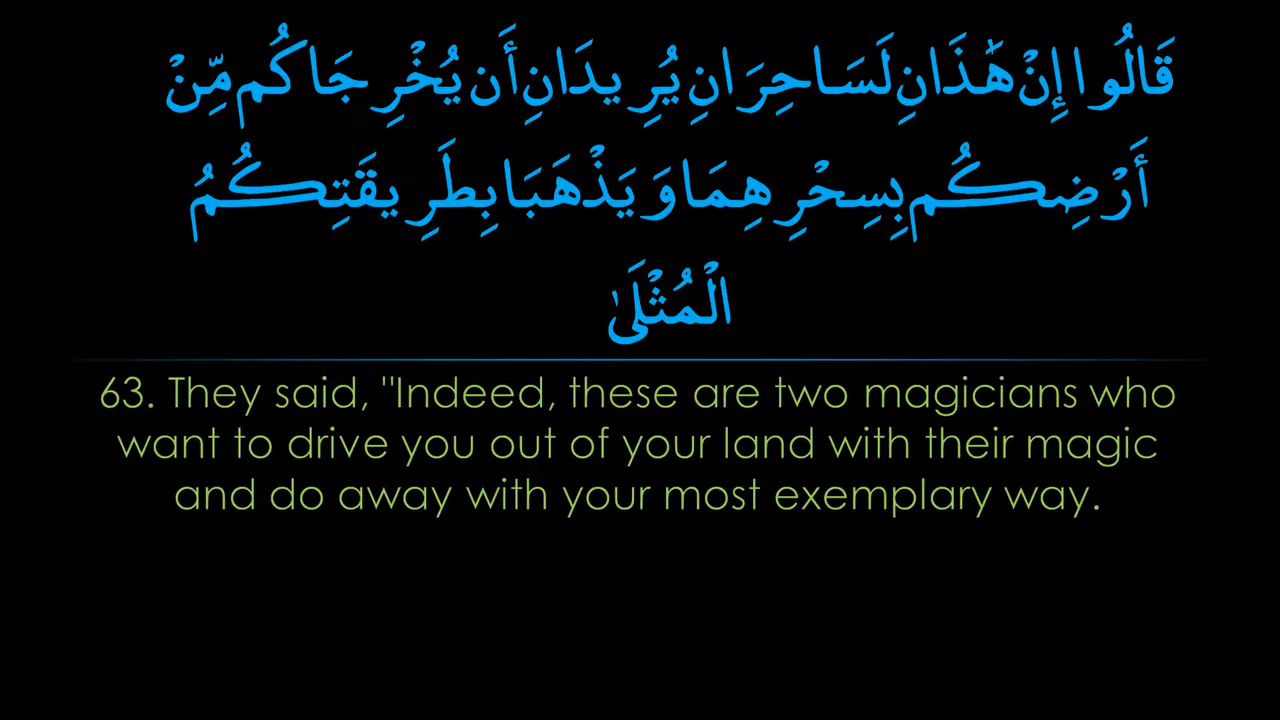 قَالُوا إِنْ هَٰذَانِ لَسَاحِرَانِ يُرِيدَانِ أَن يُخْرِجَاكُم مِّنْ
أَرْضِكُم بِسِحْرِهِمَا وَيَذْهَبَا بِطَرِيقَتِكُمُ
الْمُثْلَىٰ
63. They said, "Indeed, these are two magicians who
want to drive you out of your land with their magic
and do away with your most exemplary way.